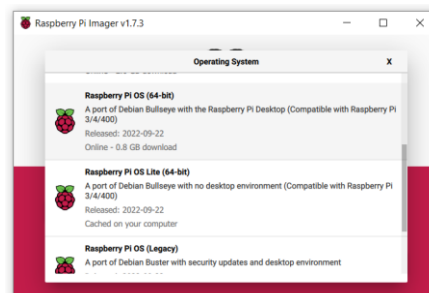 Raspberry Pi Imager v1.7.3
Operating System
X
Raspberry Pi OS (64-bit)
A port of Debian Bullseye with the Raspberry Pi Desktop (Compatible with Raspberry Pi
3/4/400)
Released: 2022-09-22
Online - 0.8 GB download
Raspberry Pi OS Lite (64-bit)
A port of Debian Bullseye with no desktop environment (Compatible with Raspberry Pi
3/4/400)
Released: 2022-09-22
Cached on your computer
Raspberry Pi OS (Legacy)
A port of Debian Buster with security updates and desktop environment